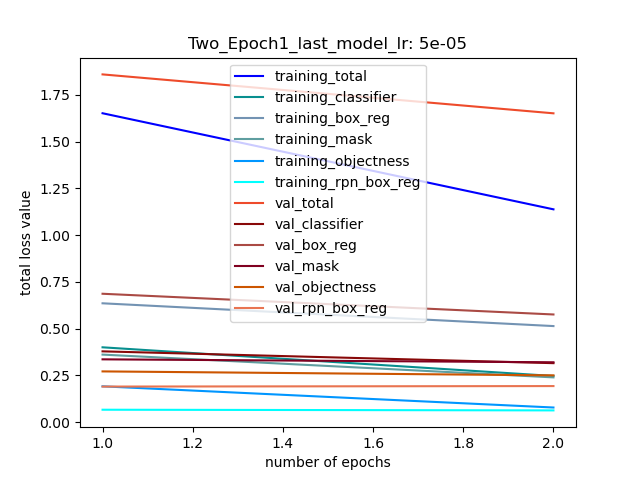 Two_Epoch1_last_model_lr: 5e-05
total loss value
1.75
1.50
1.25
1.00
0.75
0.50
0.25
0.00
training_total
training_classifier
training_box_reg
training_mask
training_objectness
training_rpn_box_reg
val_total
val_classifier
val_box_reg
val_mask
val_objectness
val_rpn_box_reg
1.0 1.2 1.4 1.6 1.8 2.0
number of epochs